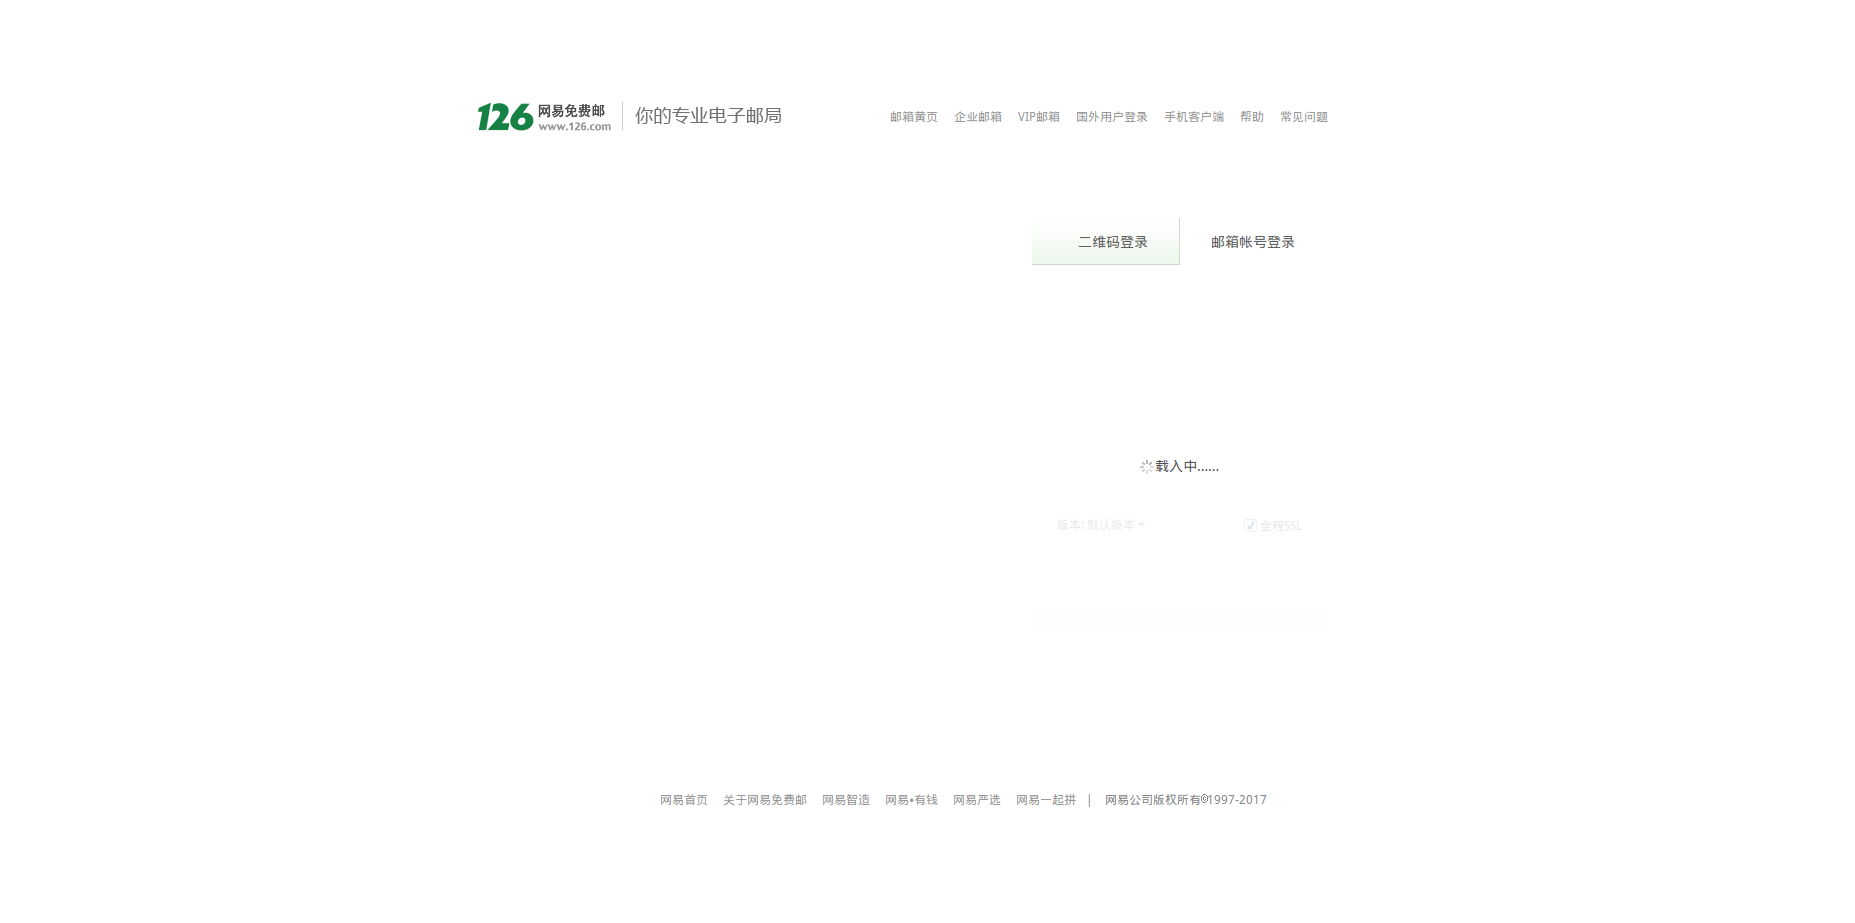 126 网易免费邮 www.126.com 你的专业电子邮局 邮箱黄页 企业邮箱 VIP邮箱 国外用户登录 手机客户端 帮助 常见问题
二维码登录 邮箱帐号登录
载入中……
版本: 默认版本 全程SSL
网易首页 关于网易免费邮 网易智造 网易•有钱 网易严选 网易一起拼 | 网易公司版权所有©1997-2017